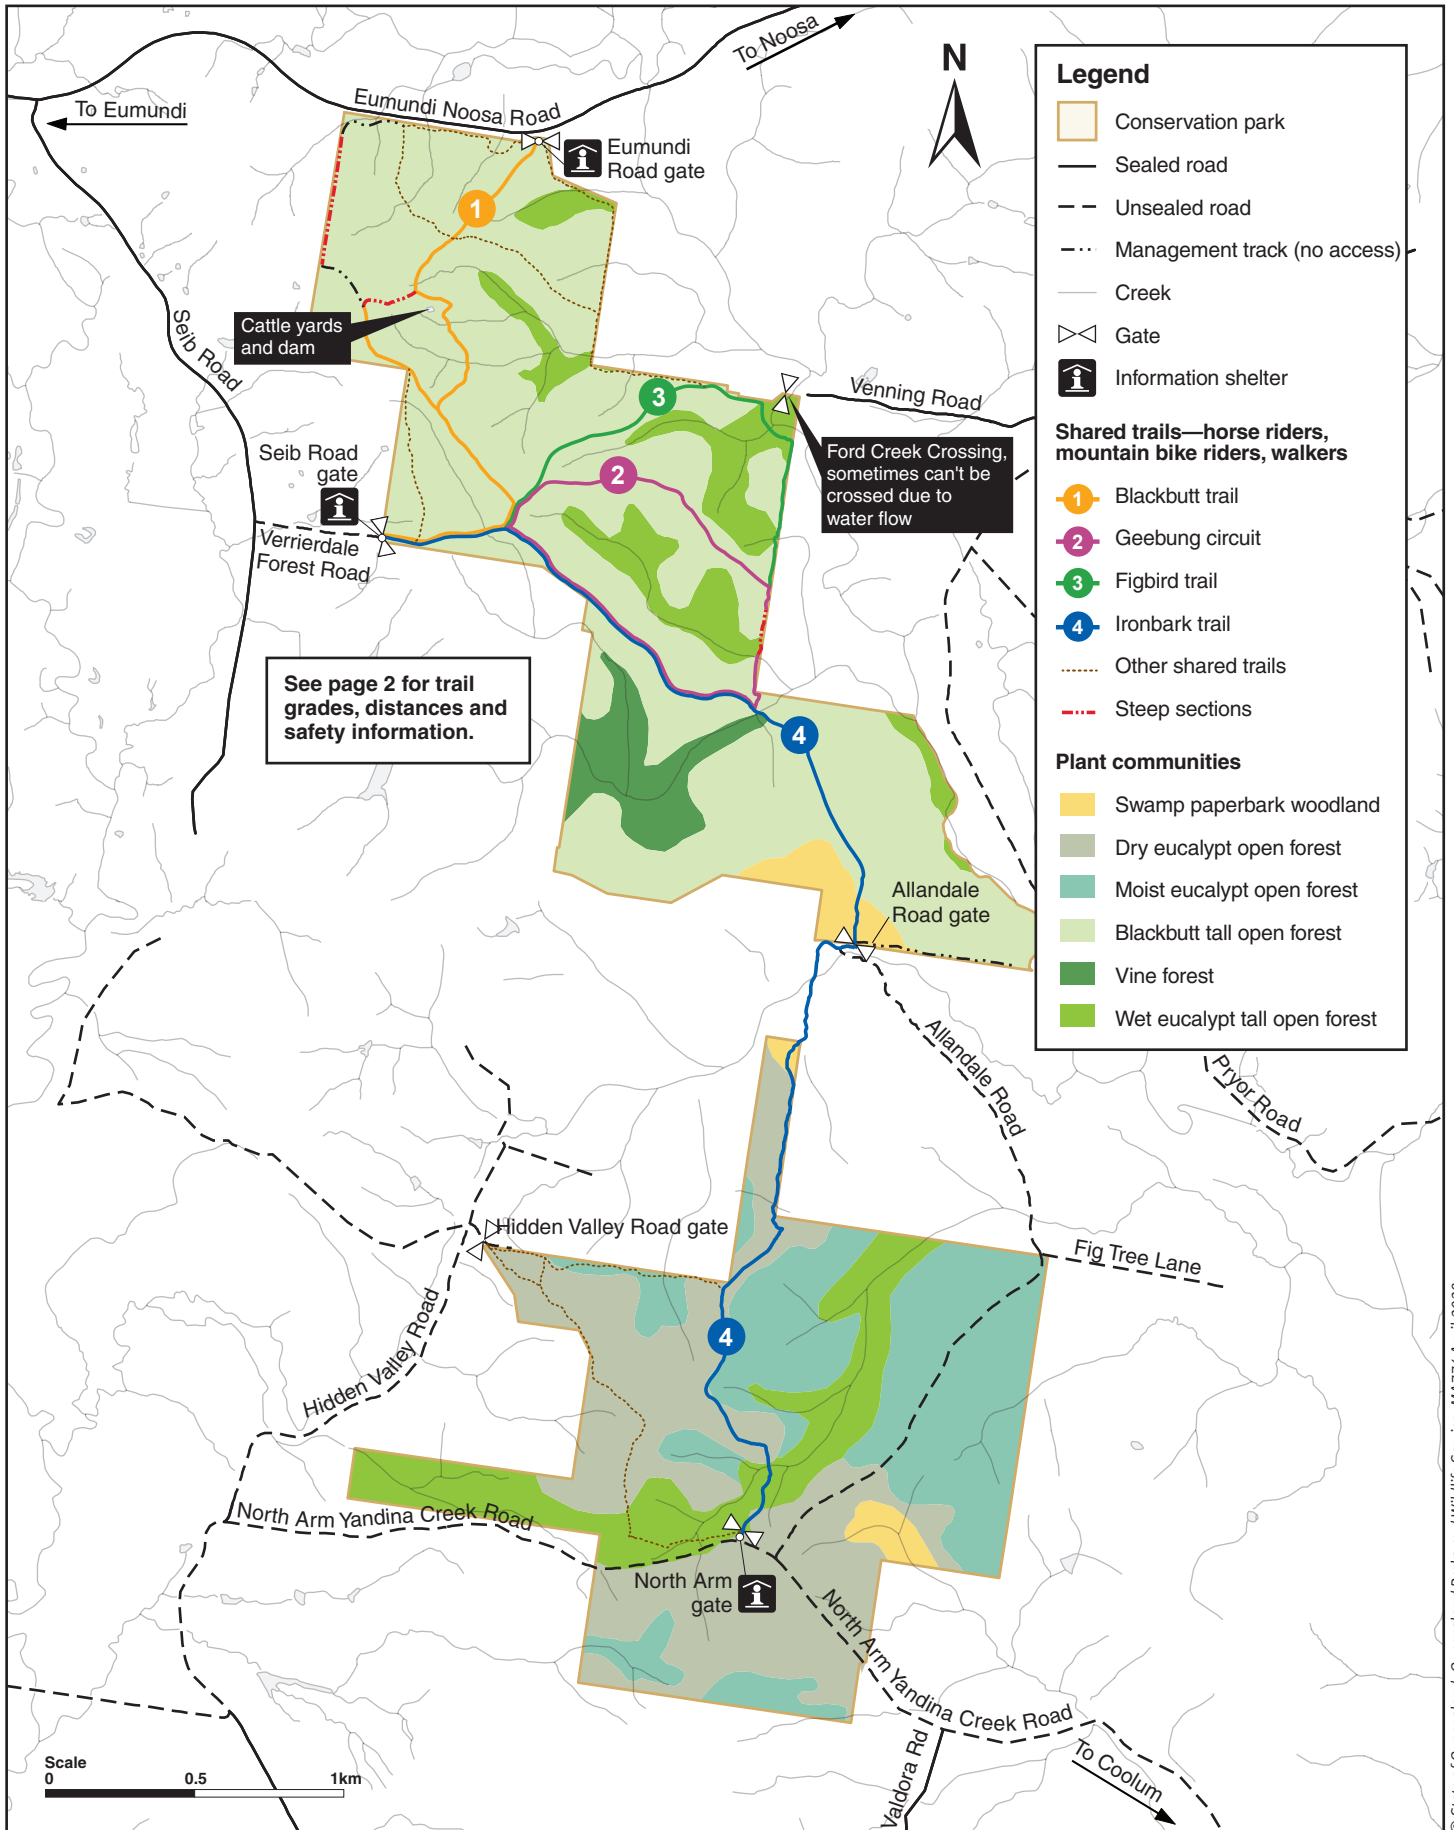 To Noosa
To Eumundi
Eumundi Noosa Road
N
Eumundi
Road gate
1
Cattle yards
and dam
Seib Road
3
Venning Road
Seib Road
gate
2
Ford Creek Crossing,
sometimes can't be
crossed due to
water flow
Verrierdale
Forest Road
See page 2 for trail
grades, distances and
safety information.
4
Allandale
Road gate
Allandale Road
Pryor Road
Hidden Valley Road gate
Fig Tree Lane
Hidden Valley Road
4
North Arm Yandina Creek Road
North Arm
gate
North Arm Yandina Creek Road
Valdora Rd
To Coolum
Scale
0 0.5 1km
Legend
Conservation park
Sealed road
Unsealed road
Management track (no access)
Creek
Gate
Information shelter
Shared trails—horse riders,
mountain bike riders, walkers
1 Blackbutt trail
2 Geebung circuit
3 Figbird trail
4 Ironbark trail
Other shared trails
Steep sections
Plant communities
Swamp paperbark woodland
Dry eucalypt open forest
Moist eucalypt open forest
Blackbutt tall open forest
Vine forest
Wet eucalypt tall open forest